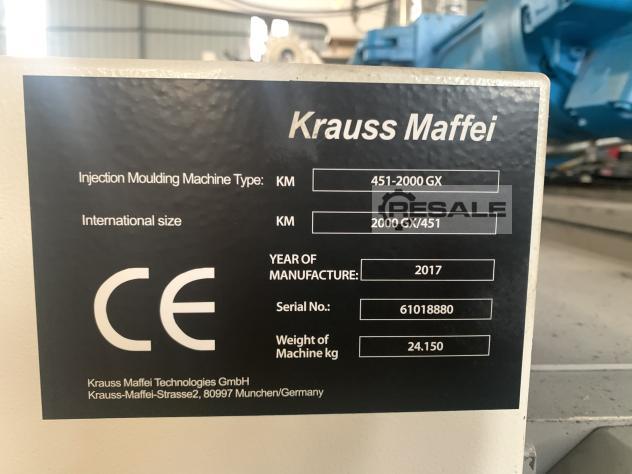 Krauss Maffei
Injection Moulding Machine Type: KM 451-2000 GX
RESALE
International size KM 2000 GX/451
YEAR OF
MANUFACTURE: 2017
Serial No.: 61018880
Weight of
Machine kg 24.150
CE
Krauss Maffei Technologies GmbH
Krauss-Maffei-Strasse2, 80997 Munchen/Germany